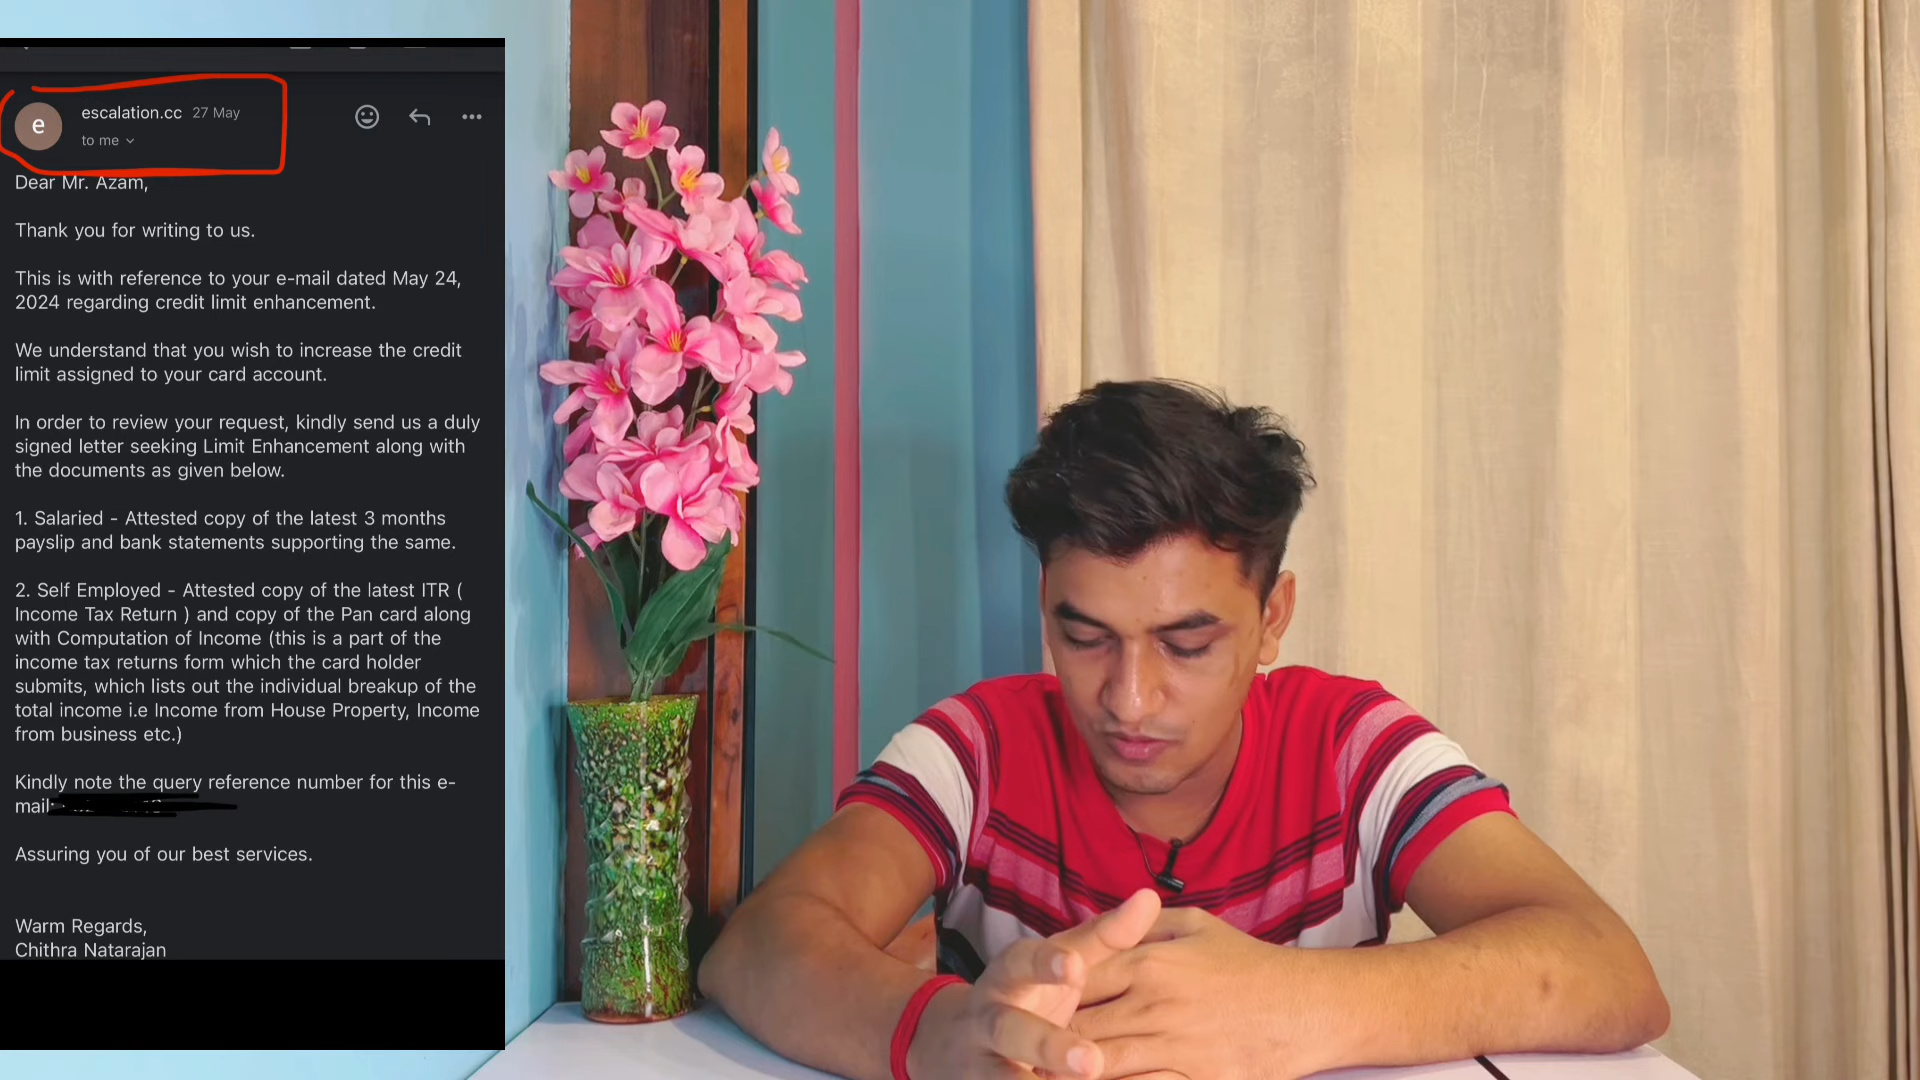 e
escalation.cc 27 May
to me
Dear Mr. Azam,
Thank you for writing to us.
This is with reference to your e-mail dated May 24,
2024 regarding credit limit enhancement.
We understand that you wish to increase the credit
limit assigned to your card account.
In order to review your request, kindly send us a duly
signed letter seeking Limit Enhancement along with
the documents as given below.
1. Salaried - Attested copy of the latest 3 months
payslip and bank statements supporting the same.
2. Self Employed - Attested copy of the latest ITR (
Income Tax Return ) and copy of the Pan card along
with Computation of Income (this is a part of the
income tax returns form which the card holder
submits, which lists out the individual breakup of the
total income i.e Income from House Property, Income
from business etc.)
Kindly note the query reference number for this e-
mail:
Assuring you of our best services.
Warm Regards,
Chithra Natarajan